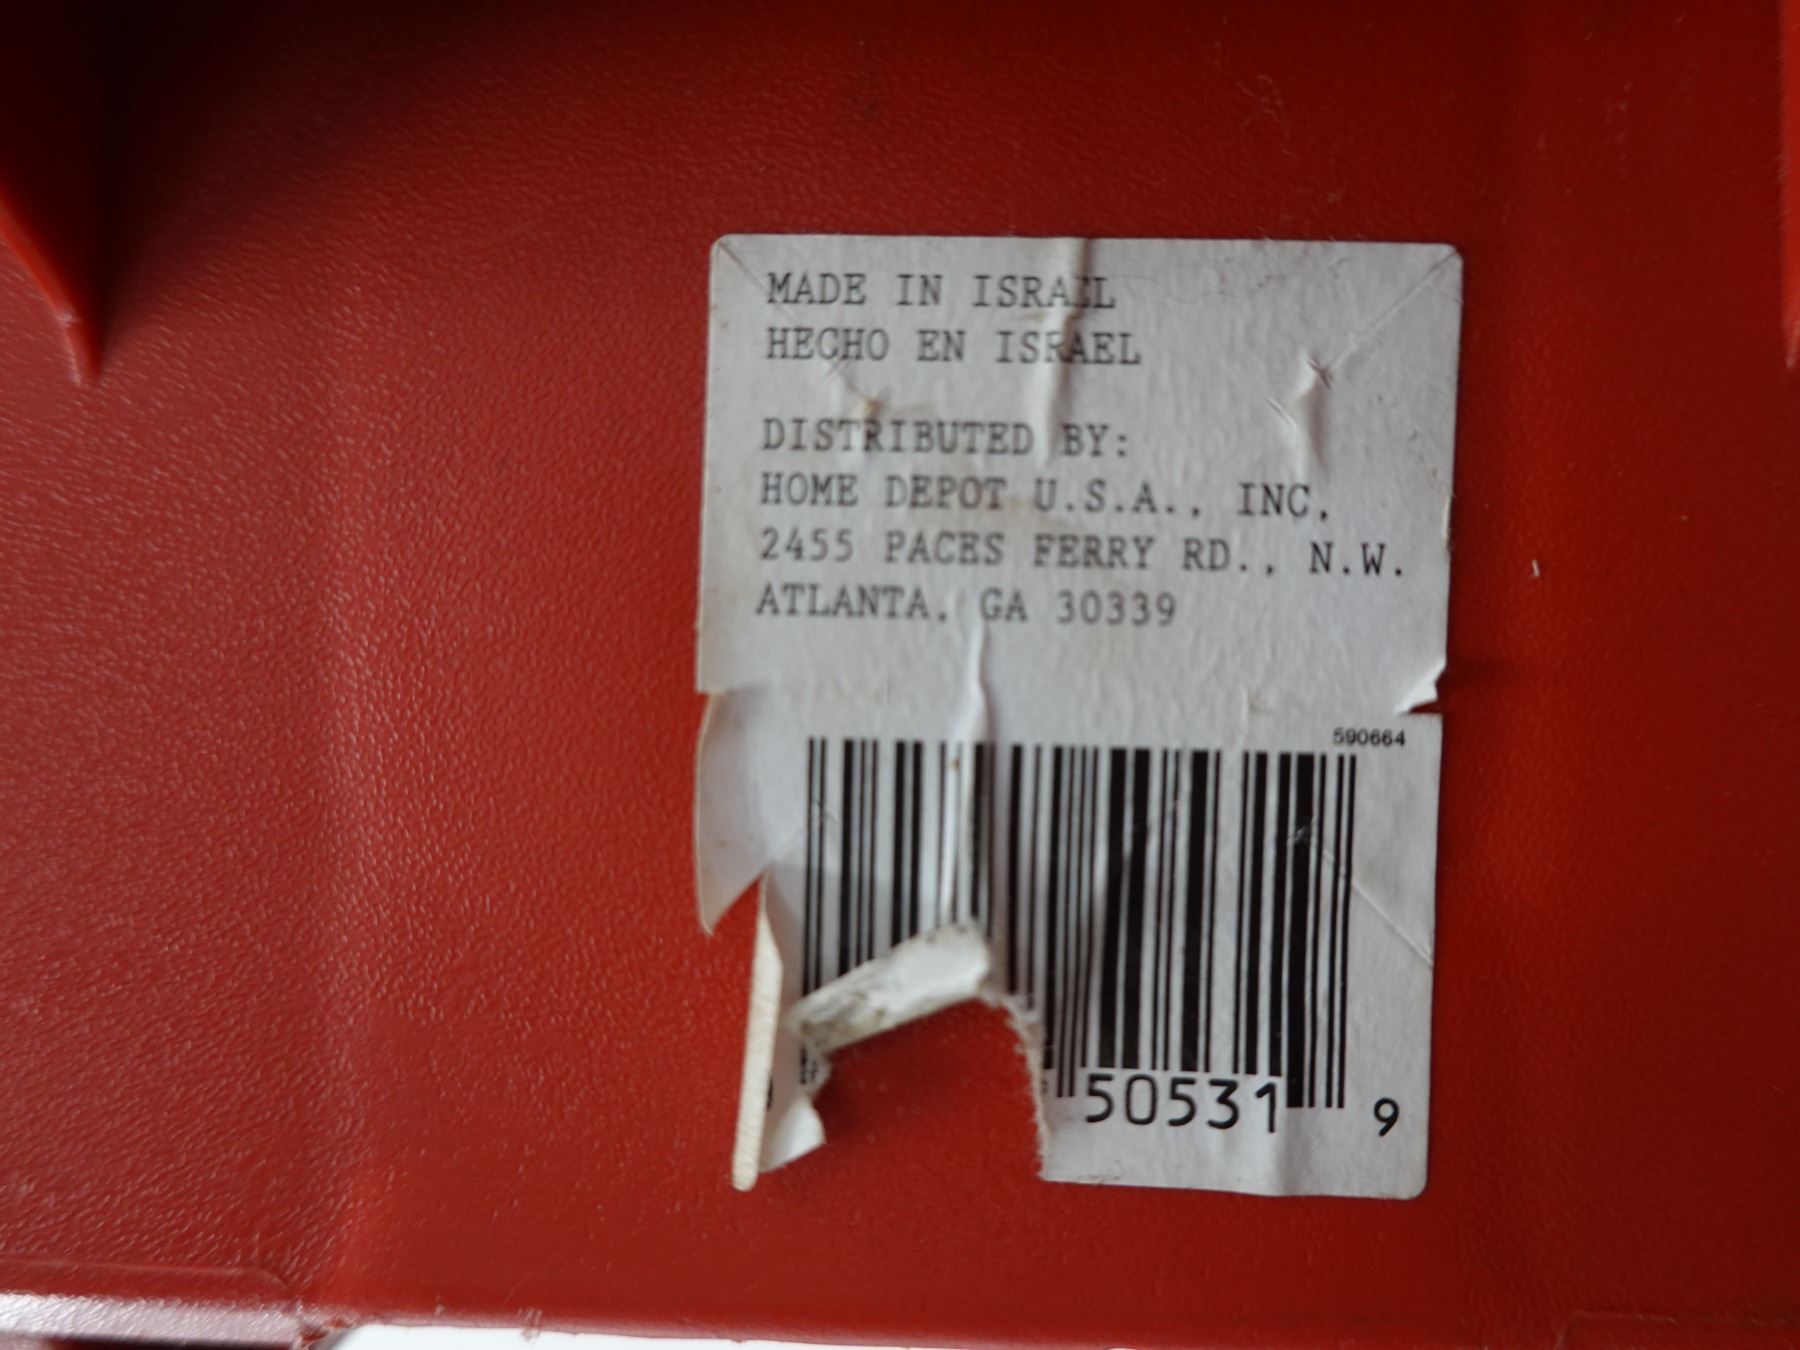 MADE IN ISRAEL
HECHO EN ISRAEL
DISTRIBUTED BY:
HOME DEPOT U.S.A., INC.
2455 PACES FERRY RD., N.W.
ATLANTA, GA 30339
590664
50531 9